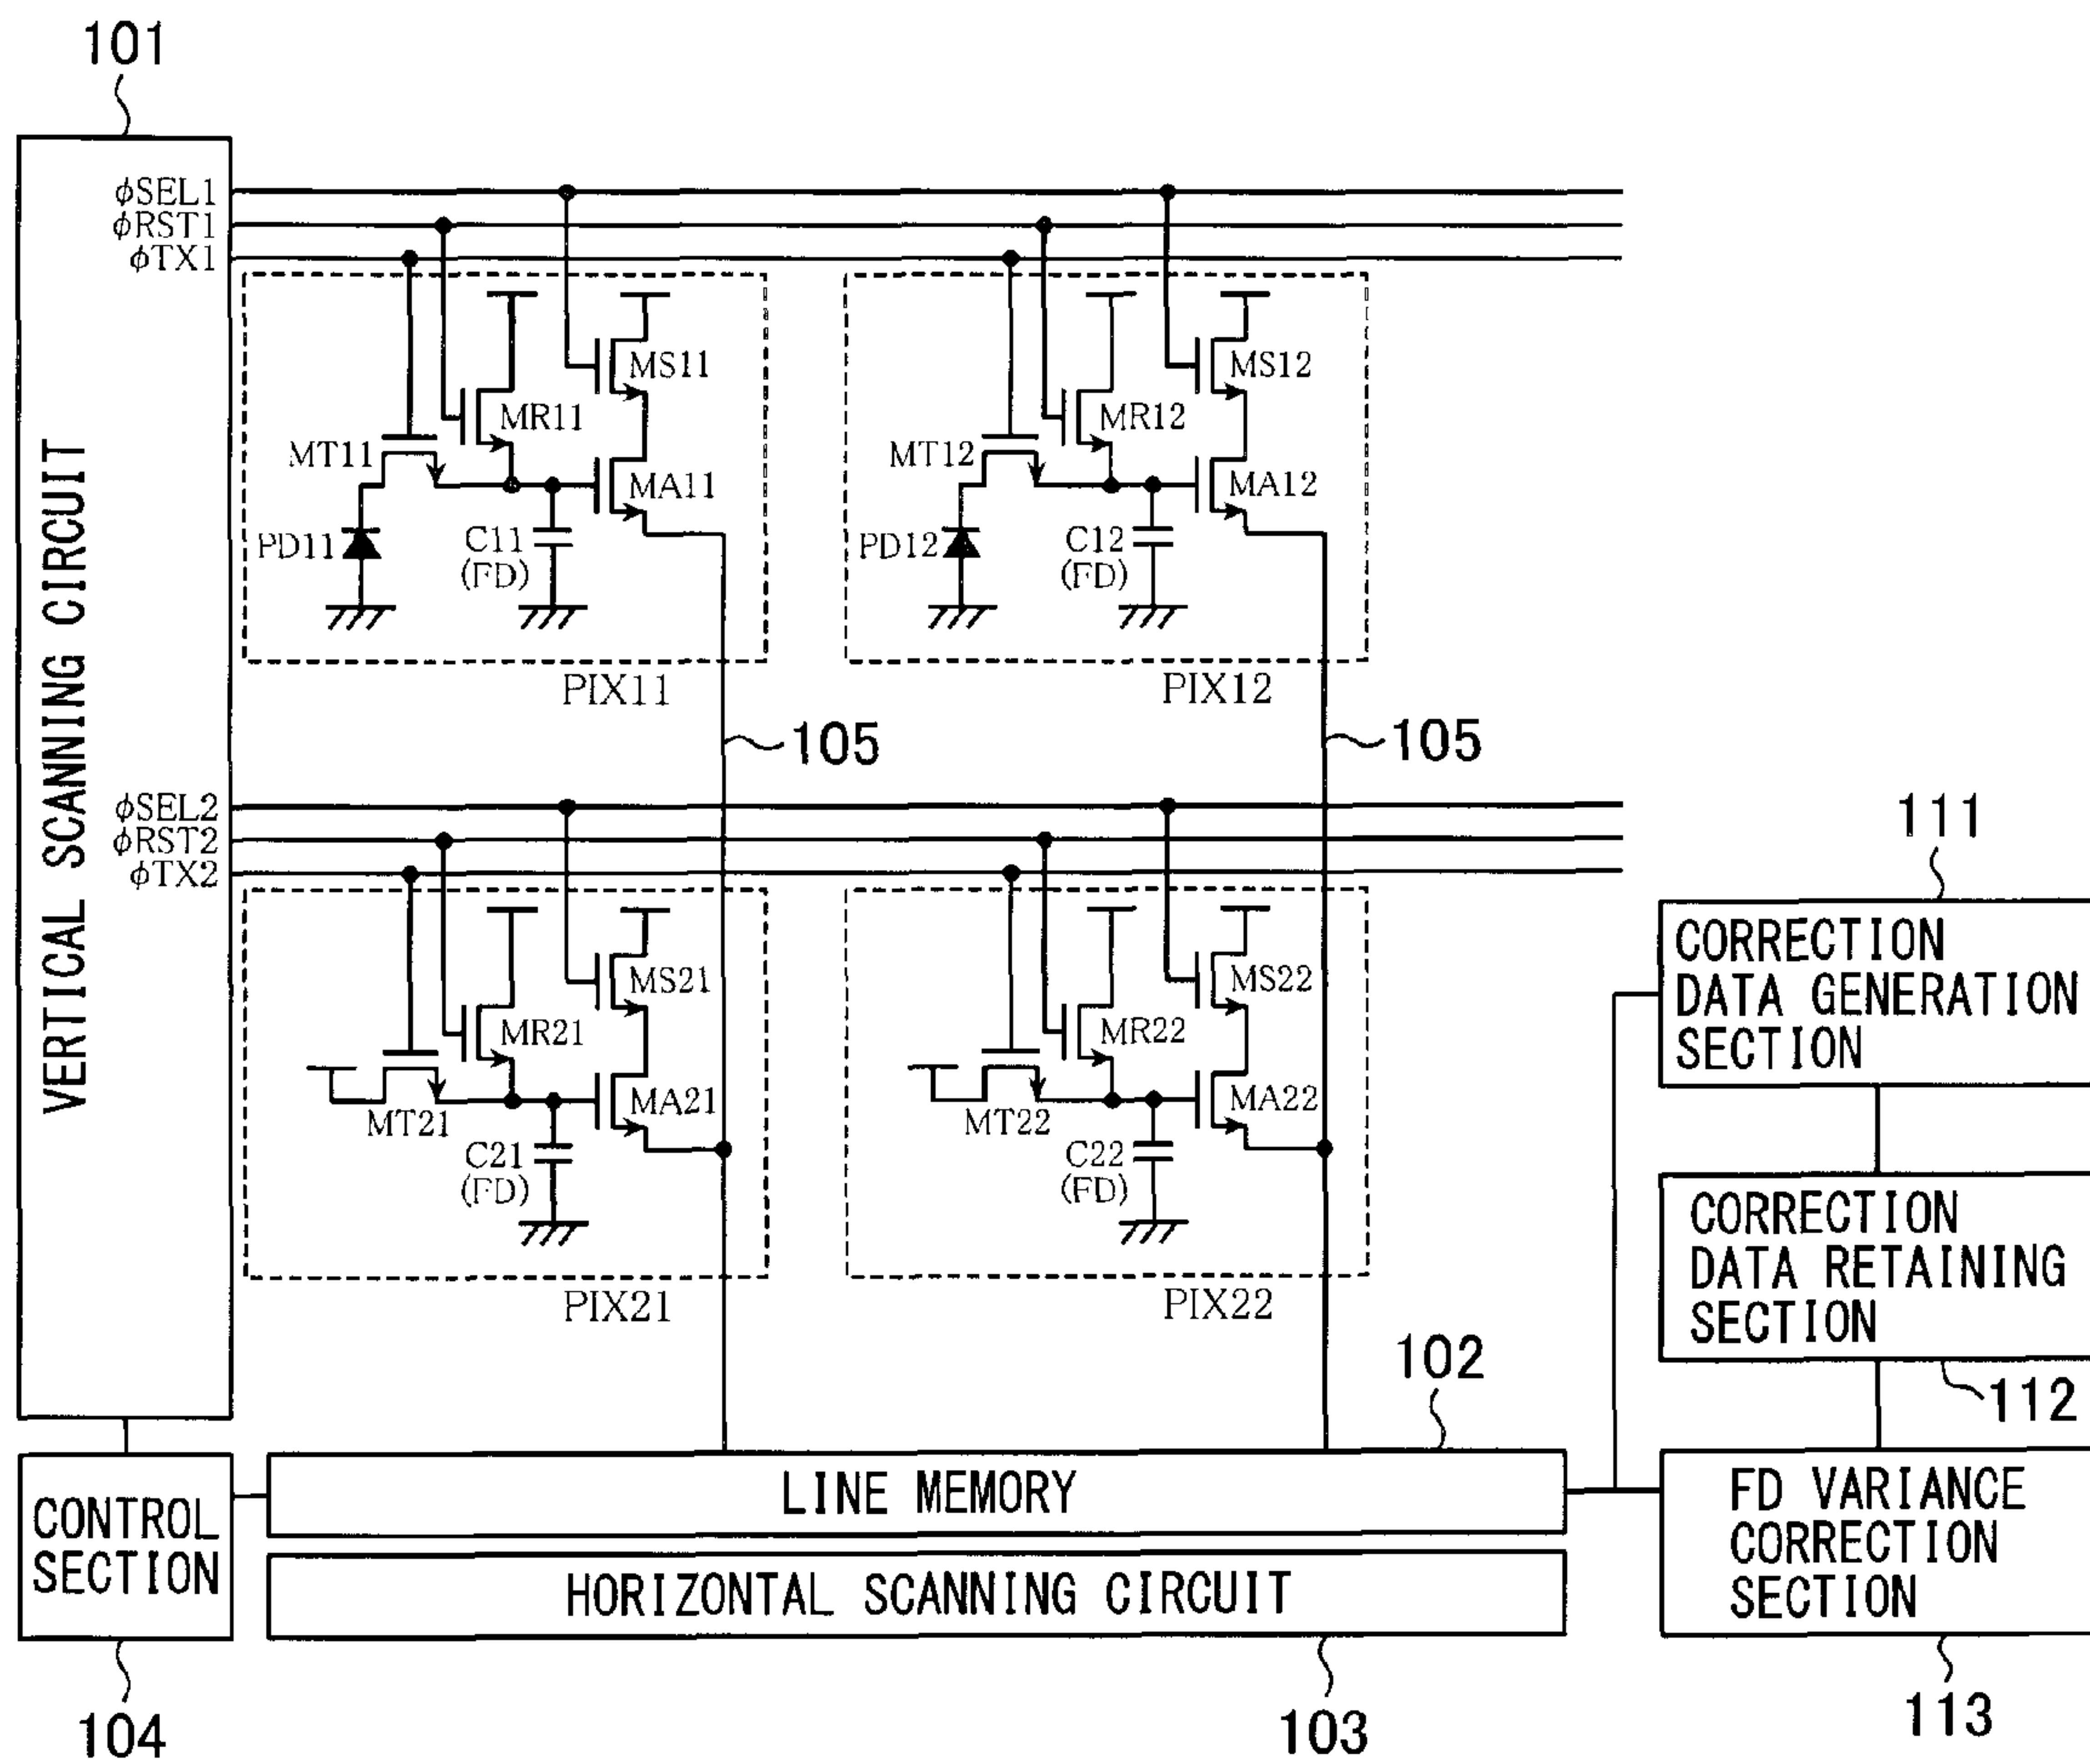 101
VERTICAL SCANNING CIRCUIT
φSEL1
φRST1
φTX1
MS11
MR11
MT11
MA11
PD11
C11
(FD)
PIX11
MS12
MR12
MT12
MA12
PD12
C12
(FD)
PIX12
105
105
φSEL2
φRST2
φTX2
MS21
MR21
MT21
MA21
C21
(FD)
PIX21
MS22
MR22
MT22
MA22
C22
(FD)
PIX22
111
CORRECTION
DATA GENERATION
SECTION
CORRECTION
DATA RETAINING
SECTION
112
102
LINE MEMORY
FD VARIANCE
CORRECTION
SECTION
CONTROL
SECTION
HORIZONTAL SCANNING CIRCUIT
104
103
113